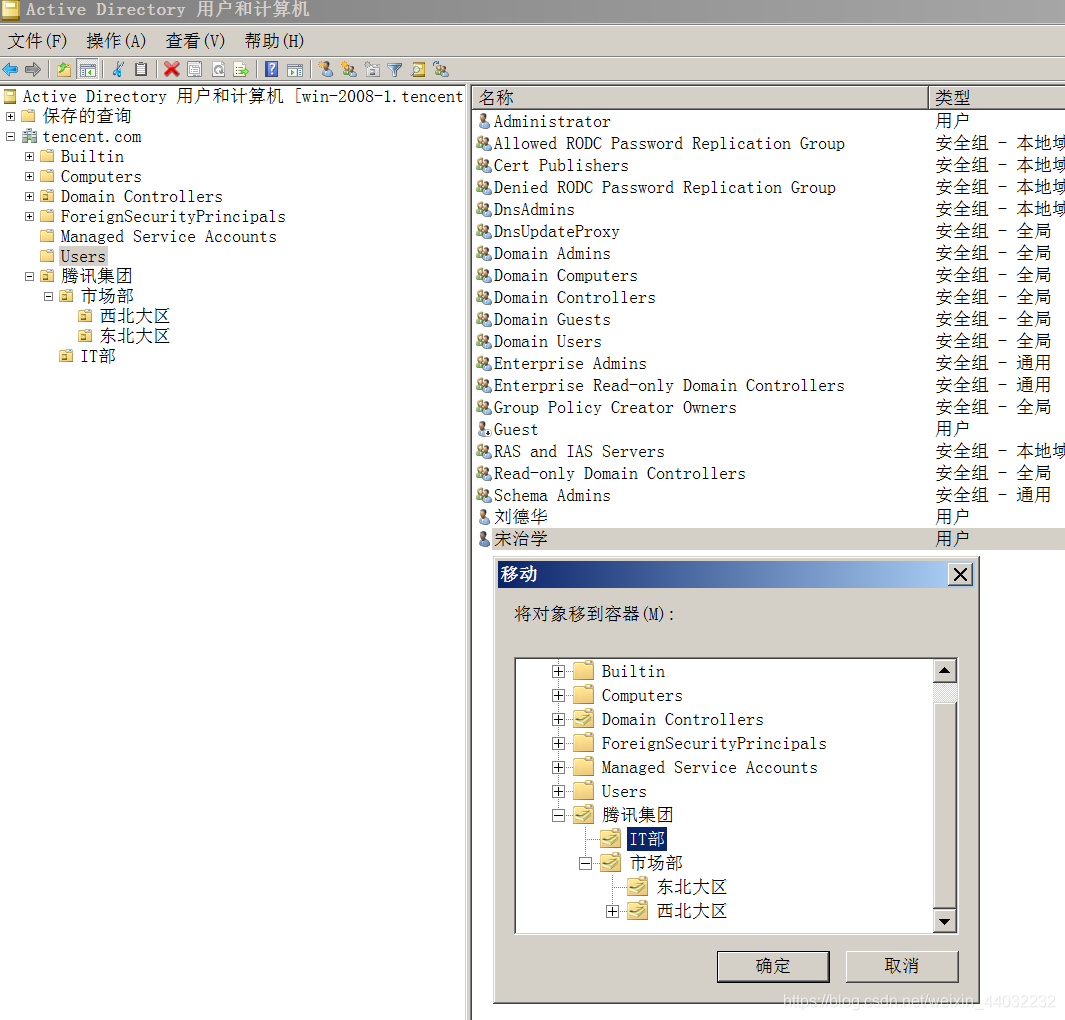 Active Directory 用户和计算机
文件(F) 操作(A) 查看(V) 帮助(H)
Active Directory 用户和计算机 [win-2008-1.tencent
保存的查询
tencent.com
Builtin
Computers
Domain Controllers
ForeignSecurityPrincipals
Managed Service Accounts
Users
腾讯集团
市场部
西北大区
东北大区
IT部
名称 类型
Administrator 用户
Allowed RODC Password Replication Group 安全组 - 本地域
Cert Publishers 安全组 - 本地域
Denied RODC Password Replication Group 安全组 - 本地域
DnsAdmins 安全组 - 本地域
DnsUpdateProxy 安全组 - 全局
Domain Admins 安全组 - 全局
Domain Computers 安全组 - 全局
Domain Controllers 安全组 - 全局
Domain Guests 安全组 - 全局
Domain Users 安全组 - 全局
Enterprise Admins 安全组 - 通用
Enterprise Read-only Domain Controllers 安全组 - 通用
Group Policy Creator Owners 安全组 - 全局
Guest 用户
RAS and IAS Servers 安全组 - 本地域
Read-only Domain Controllers 安全组 - 全局
Schema Admins 安全组 - 通用
刘德华 用户
宋治学 用户
移动
将对象移到容器(M):
Builtin
Computers
Domain Controllers
ForeignSecurityPrincipals
Managed Service Accounts
Users
腾讯集团
IT部
市场部
东北大区
西北大区
确定 取消
https://blog.csdn.net/weixin_44032232